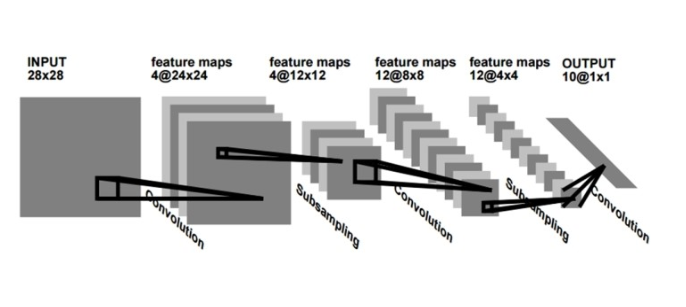 INPUT
28x28
feature maps
4@24x24
feature maps
4@12x12
feature maps
12@8x8
feature maps
12@4x4
OUTPUT
10@1x1
Convolution
Subsampling
Convolution
Subsampling
Convolution